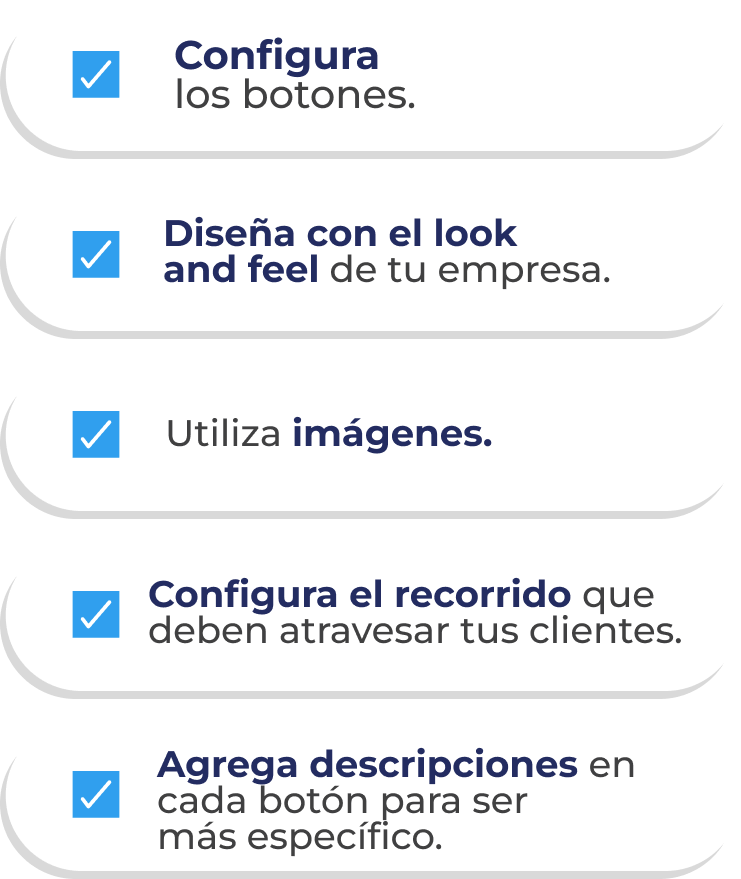 Configura
los botones.
Diseña con el look
and feel de tu empresa.
Utiliza imágenes.
Configura el recorrido que
deben atravesar tus clientes.
Agrega descripciones en
cada botón para ser
más específico.